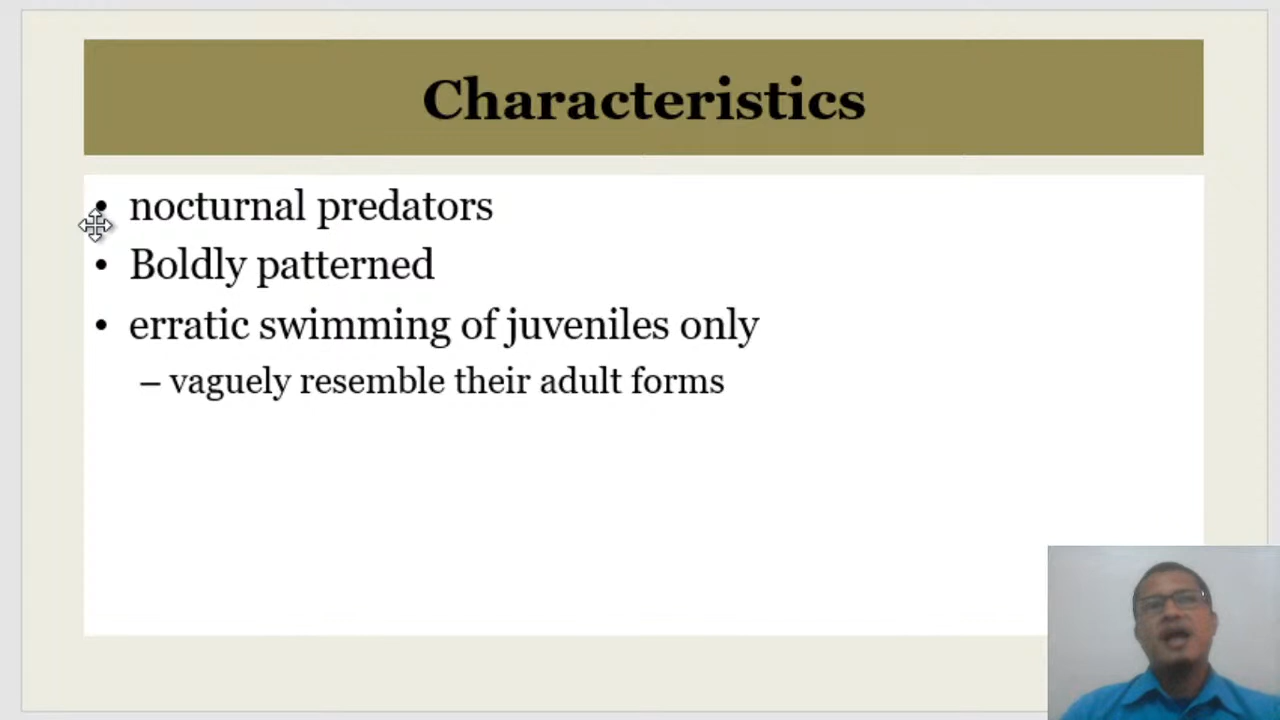 Characteristics
• nocturnal predators
• Boldly patterned
• erratic swimming of juveniles only
– vaguely resemble their adult forms